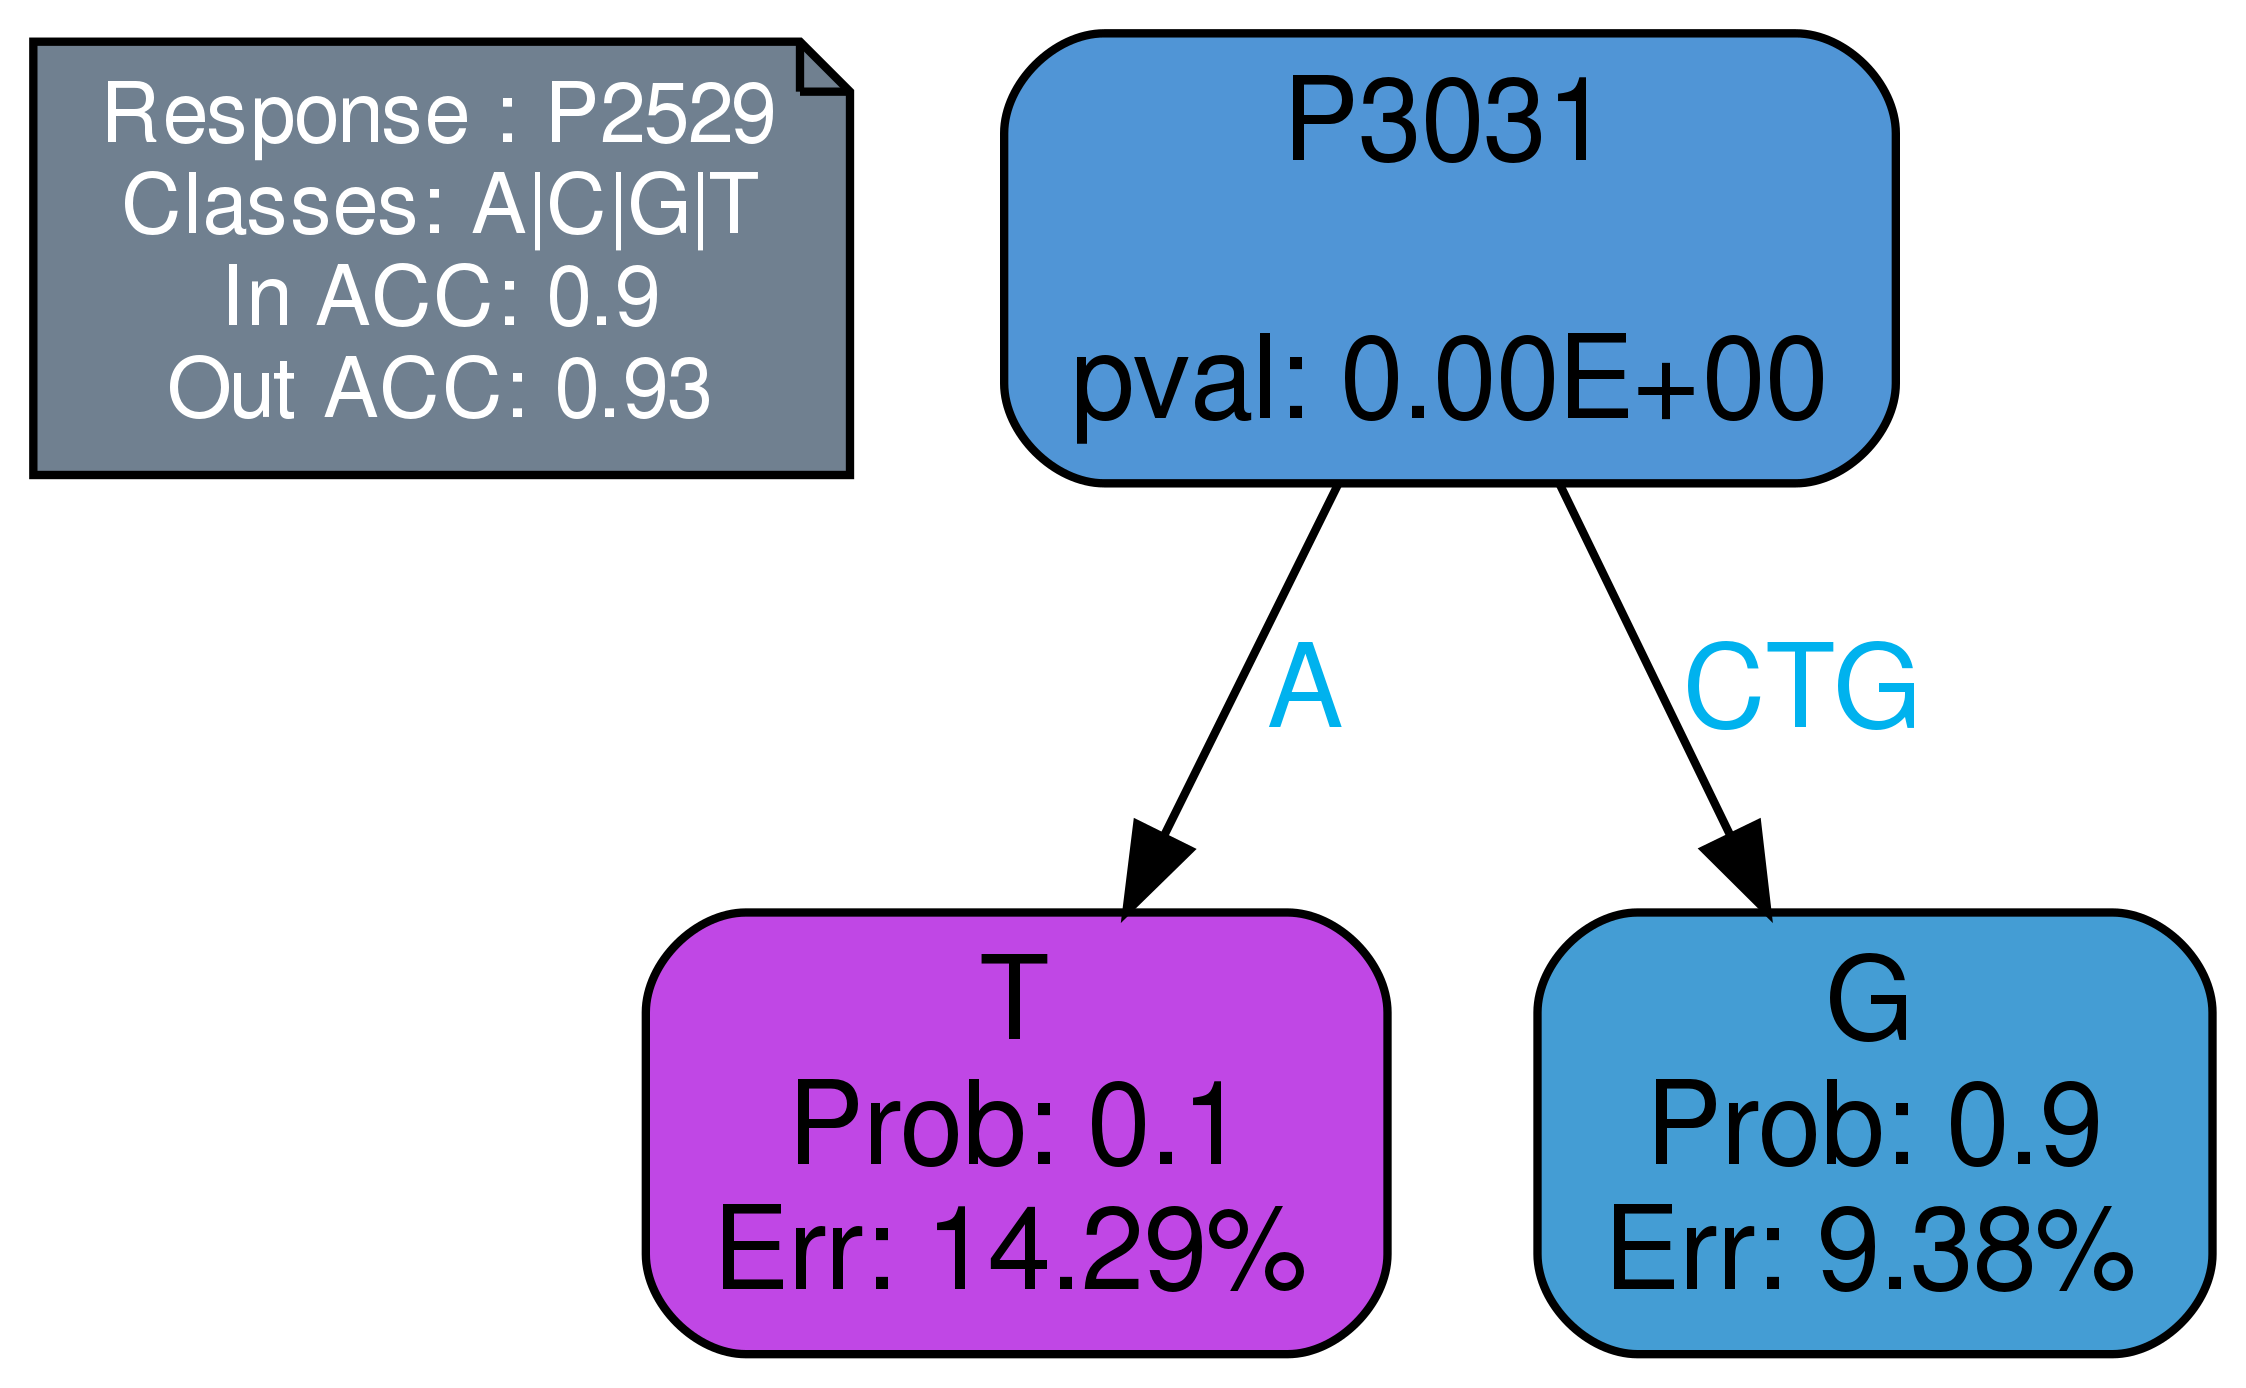 Response : P2529
Classes: A|C|G|T
In ACC: 0.9
Out ACC: 0.93
P3031
pval: 0.00E+00
A
CTG
T
Prob: 0.1
Err: 14.29%
G
Prob: 0.9
Err: 9.38%